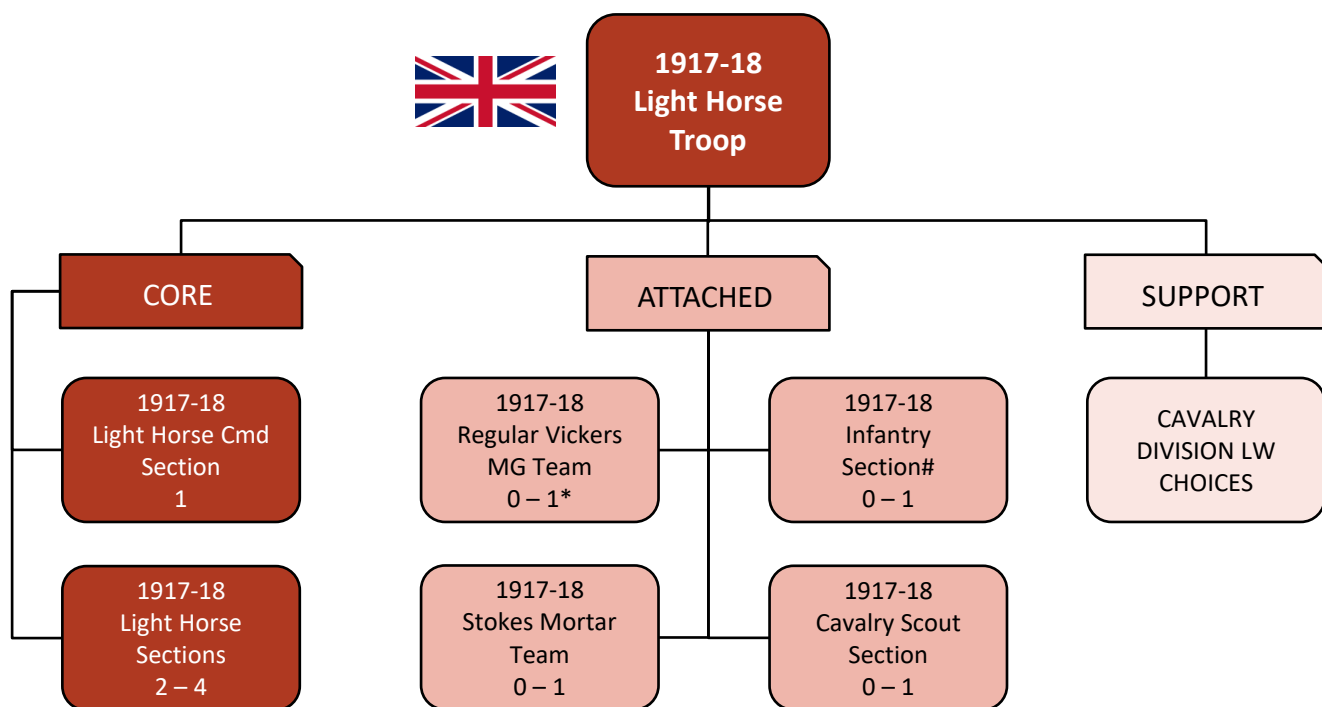 1917-18
Light Horse
Troop
CORE
ATTACHED
SUPPORT
1917-18
Light Horse Cmd
Section
1
1917-18
Regular Vickers
MG Team
0 – 1*
1917-18
Infantry
Section#
0 – 1
CAVALRY
DIVISION LW
CHOICES
1917-18
Light Horse
Sections
2 – 4
1917-18
Stokes Mortar
Team
0 – 1
1917-18
Cavalry Scout
Section
0 – 1